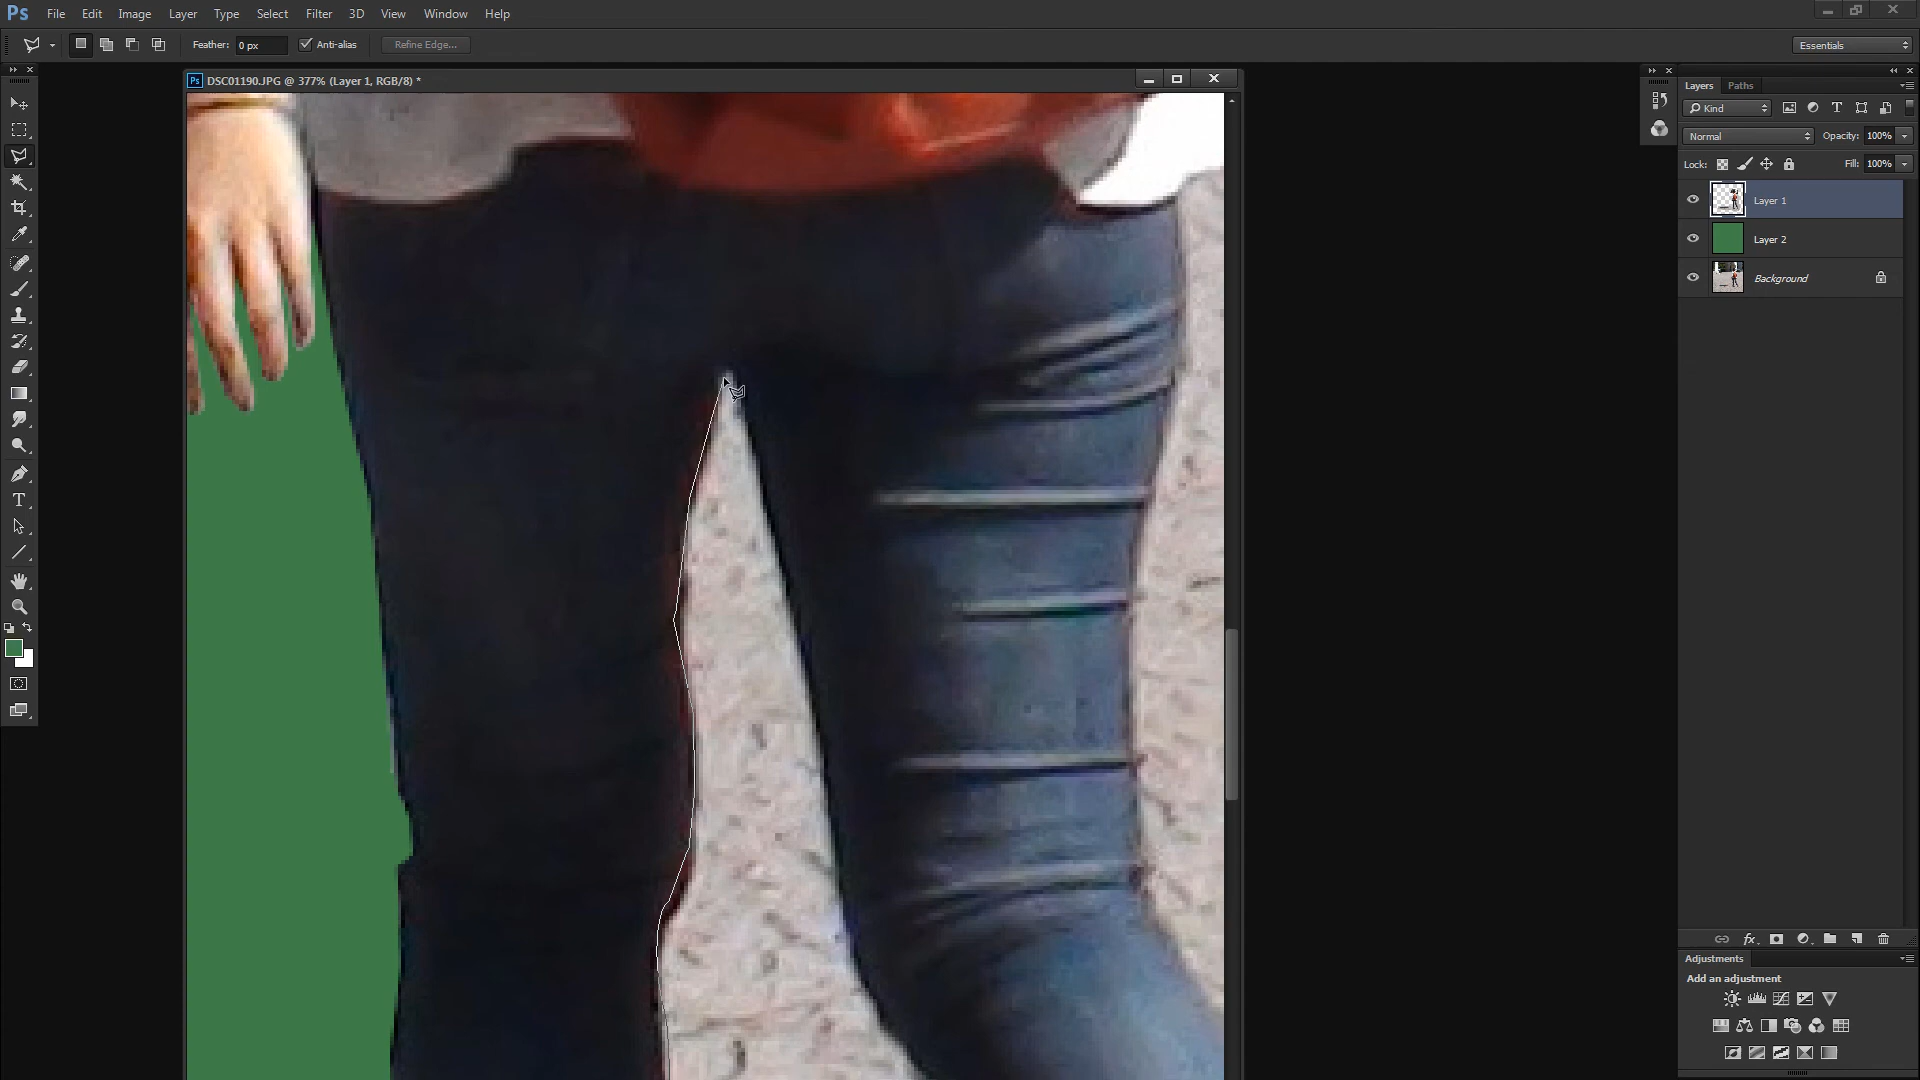 Ps File Edit Image Layer Type Select Filter 3D View Window Help
Feather: 0 px Anti-alias Refine Edge... Essentials
Ps DSC01190.JPG @ 377% (Layer 1, RGB/8) *
Layers Paths
Kind
Normal Opacity: 100%
Lock: Fill: 100%
Layer 1
Layer 2
Background
fx
Adjustments
Add an adjustment